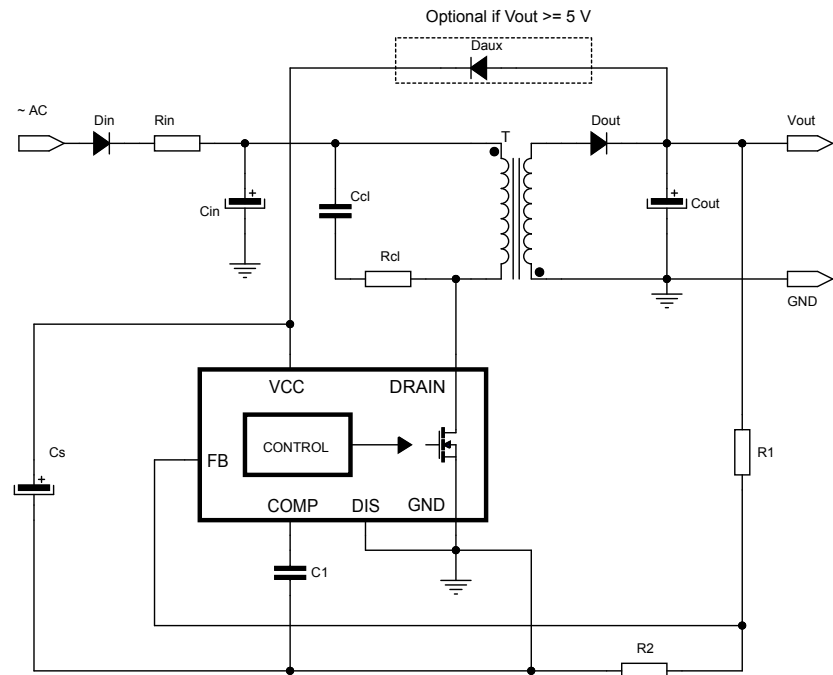 Optional if Vout >= 5 V
Daux
~ AC
Din
Rin
T
Dout
Vout
+
Cin
Ccl
+
Cout
Rcl
GND
VCC
DRAIN
CONTROL
FB
R1
Cs
+
COMP
DIS
GND
C1
R2